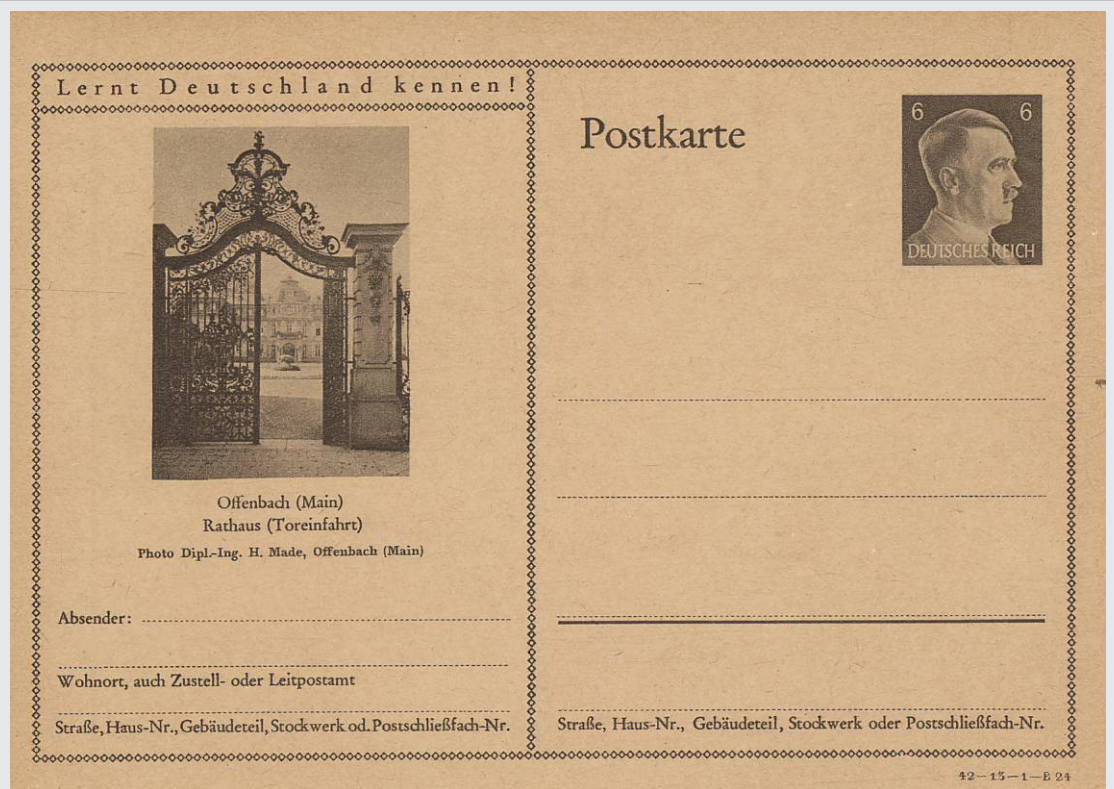 Lernt Deutschland kennen!
Offenbach (Main)
Rathaus (Toreinfahrt)
Photo Dipl.-Ing. H. Made, Offenbach (Main)
Absender:
Wohnort, auch Zustell- oder Leitpostamt
Straße, Haus-Nr., Gebäudeteil, Stockwerk od. Postschließfach-Nr.
Postkarte
6 6
DEUTSCHES REICH
Straße, Haus-Nr., Gebäudeteil, Stockwerk oder Postschließfach-Nr.
42–15–1–B 24